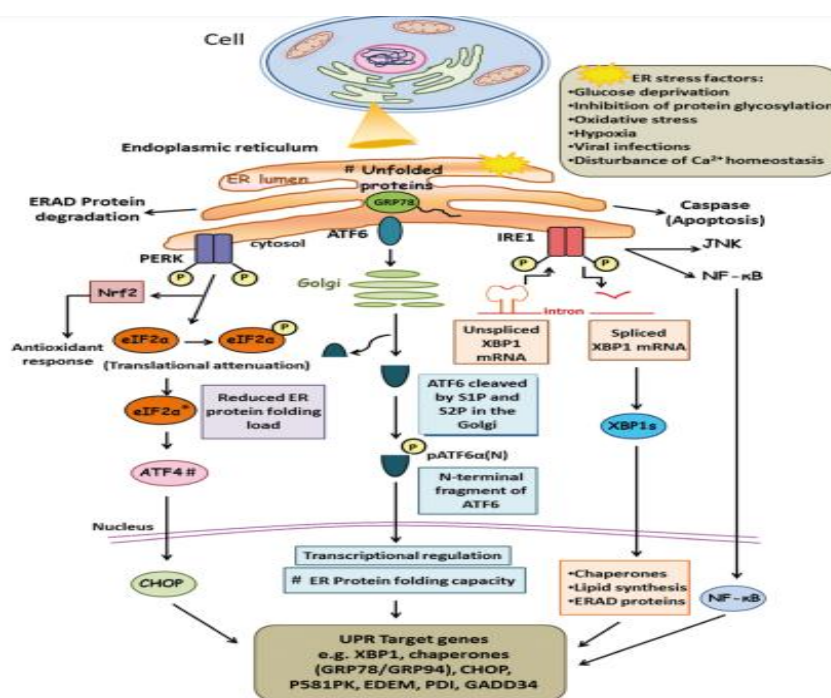 Cell
ER stress factors:
•Glucose deprivation
•Inhibition of protein glycosylation
•Oxidative stress
•Hypoxia
•Viral infections
•Disturbance of Ca²⁺ homeostasis
Endoplasmic reticulum
ER lumen
# Unfolded
proteins
GRP78
ERAD Protein
degradation
Caspase
(Apoptosis)
cytosol
ATF6
IRE1
JNK
PERK
P
P
P
P
NF-κB
Nrf2
Golgi
intron
Antioxidant
response
eIF2α
eIF2α
P
(Translational attenuation)
Unspliced
XBP1
mRNA
Spliced
XBP1 mRNA
eIF2α*
Reduced ER
protein folding
load
ATF6 cleaved
by S1P and
S2P in the
Golgi
XBP1s
P
pATF6α(N)
ATF4#
N-terminal
fragment of
ATF6
Nucleus
Transcriptional regulation
# ER Protein folding capacity
CHOP
•Chaperones
•Lipid synthesis
•ERAD proteins
NF-κB
UPR Target genes
e.g. XBP1, chaperones
(GRP78/GRP94), CHOP,
P581PK, EDEM, PDI, GADD34